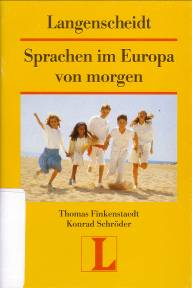 Langenscheidt
Sprachen im Europa
von morgen
Thomas Finkenstaedt
Konrad Schröder
L